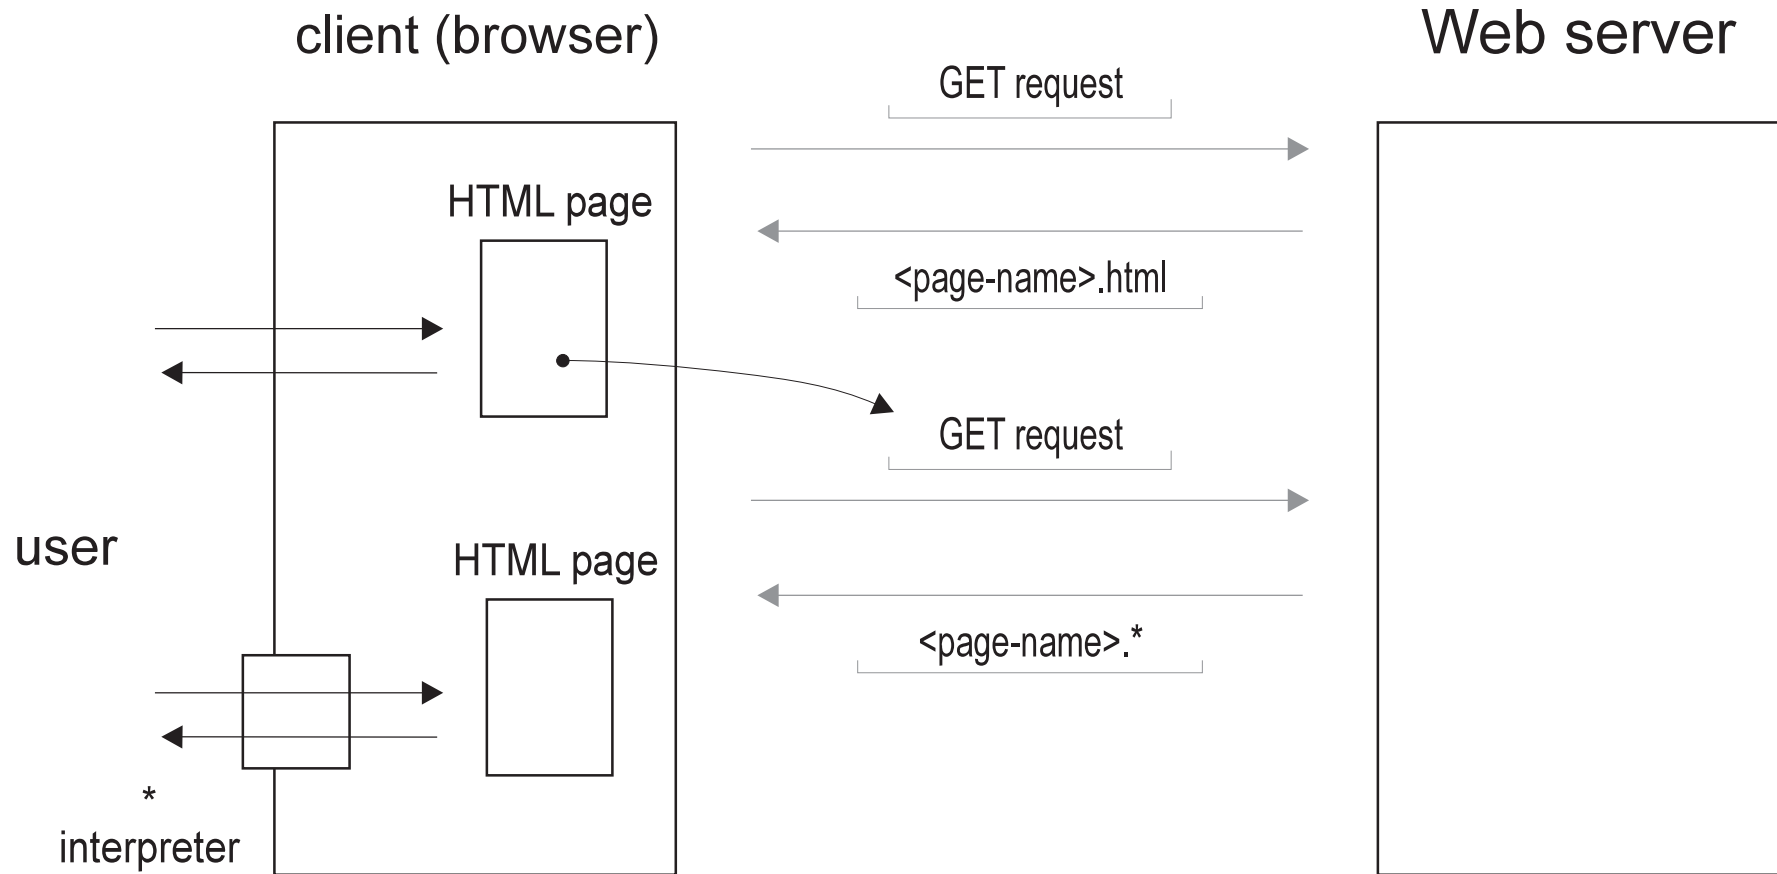 client (browser)
Web server
GET request
HTML page
<page-name>.html
GET request
user
HTML page
<page-name>.*
*
interpreter